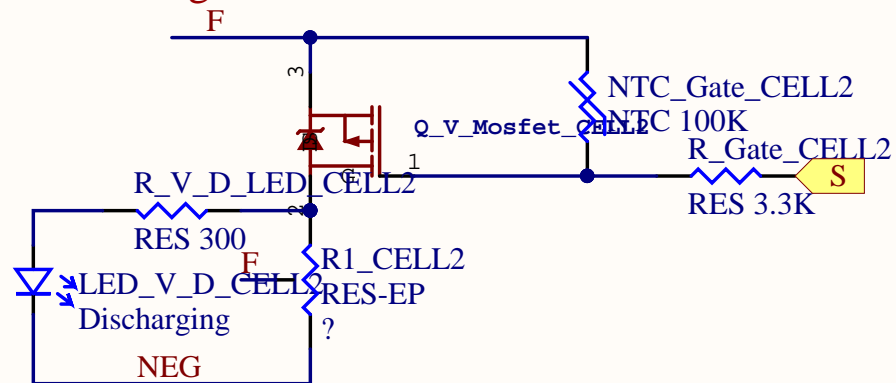 F
3
NTC_Gate_CELL2
NTC 100K
Q_V_Mosfet_CELL2
1
G
R_Gate_CELL2
S
RES 3.3K
R_V_D_LED_CELL2
2
RES 300
F
R1_CELL2
RES-EP
?
LED_V_D_CELL2
Discharging
NEG